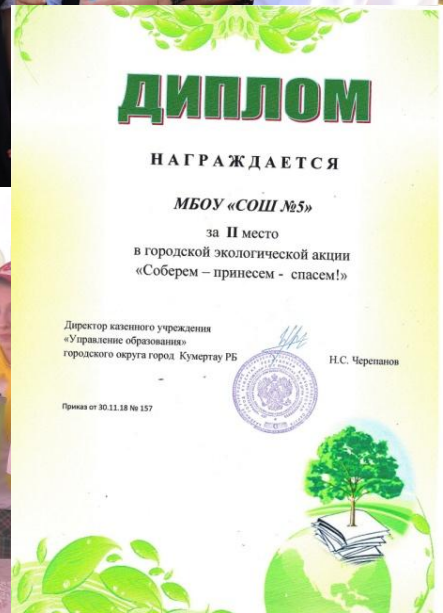 ДИПЛОМ
НАГРАЖДАЕТСЯ
МБОУ «СОШ №5»
за II место
в городской экологической акции
«Соберем – принесем - спасем!»
Директор казенного учреждения
«Управление образования»
городского округа город Кумертау РБ
Н.С. Черепанов
Приказ от 30.11.18 № 157